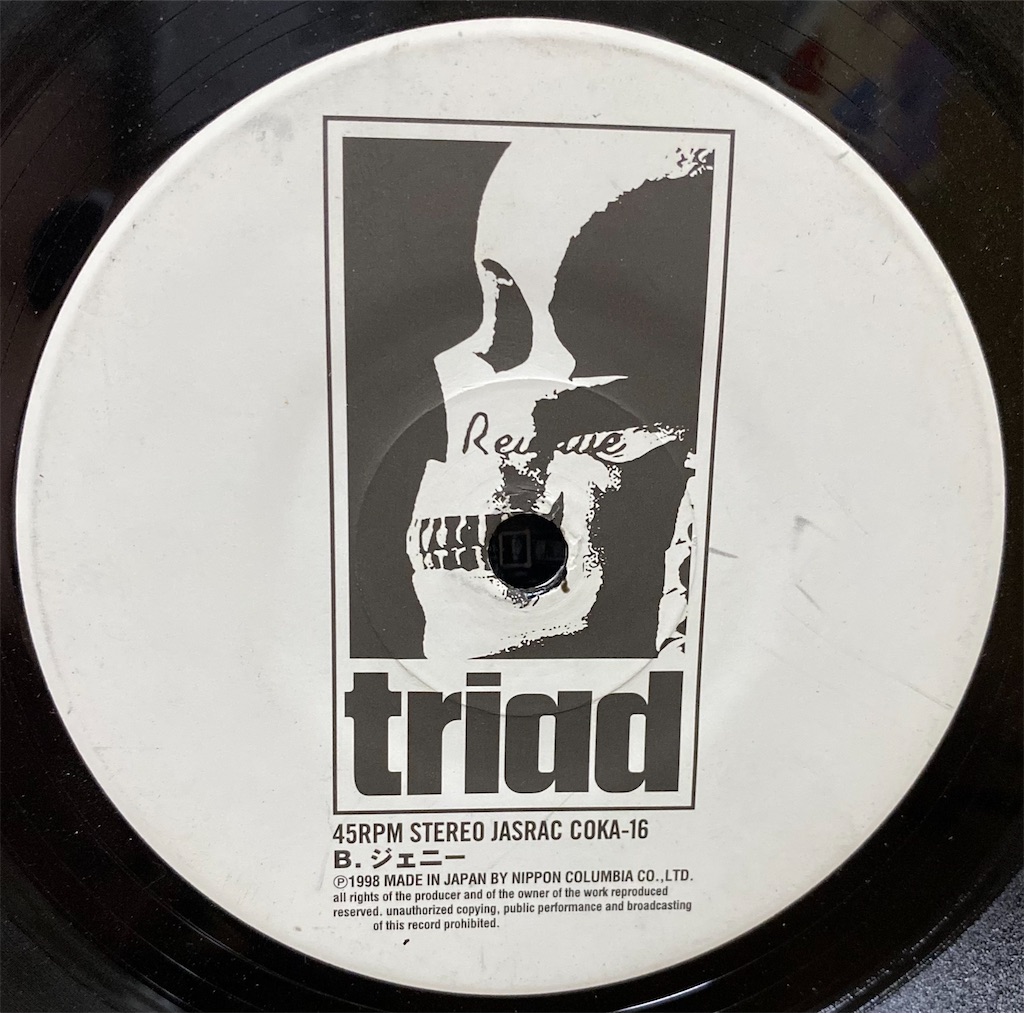 triad
45RPM STEREO JASRAC COKA-16
B. ジェニー
Ⓟ1998 MADE IN JAPAN BY NIPPON COLUMBIA CO.,LTD.
all rights of the producer and of the owner of the work reproduced
reserved. unauthorized copying, public performance and broadcasting
of this record prohibited.